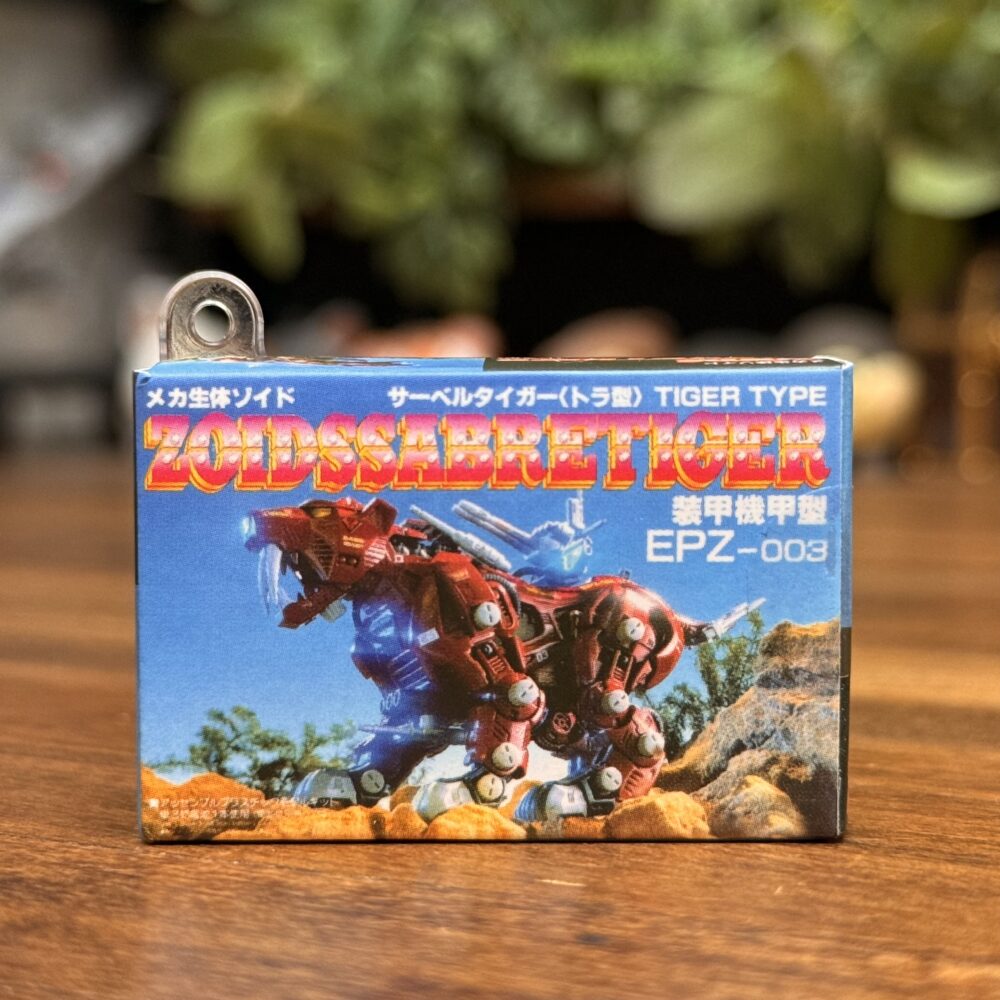 メカ生体ゾイド
サーベルタイガー〈トラ型〉 TIGER TYPE
ZOIDSSABRETIGER
装甲機甲型
EPZ-003